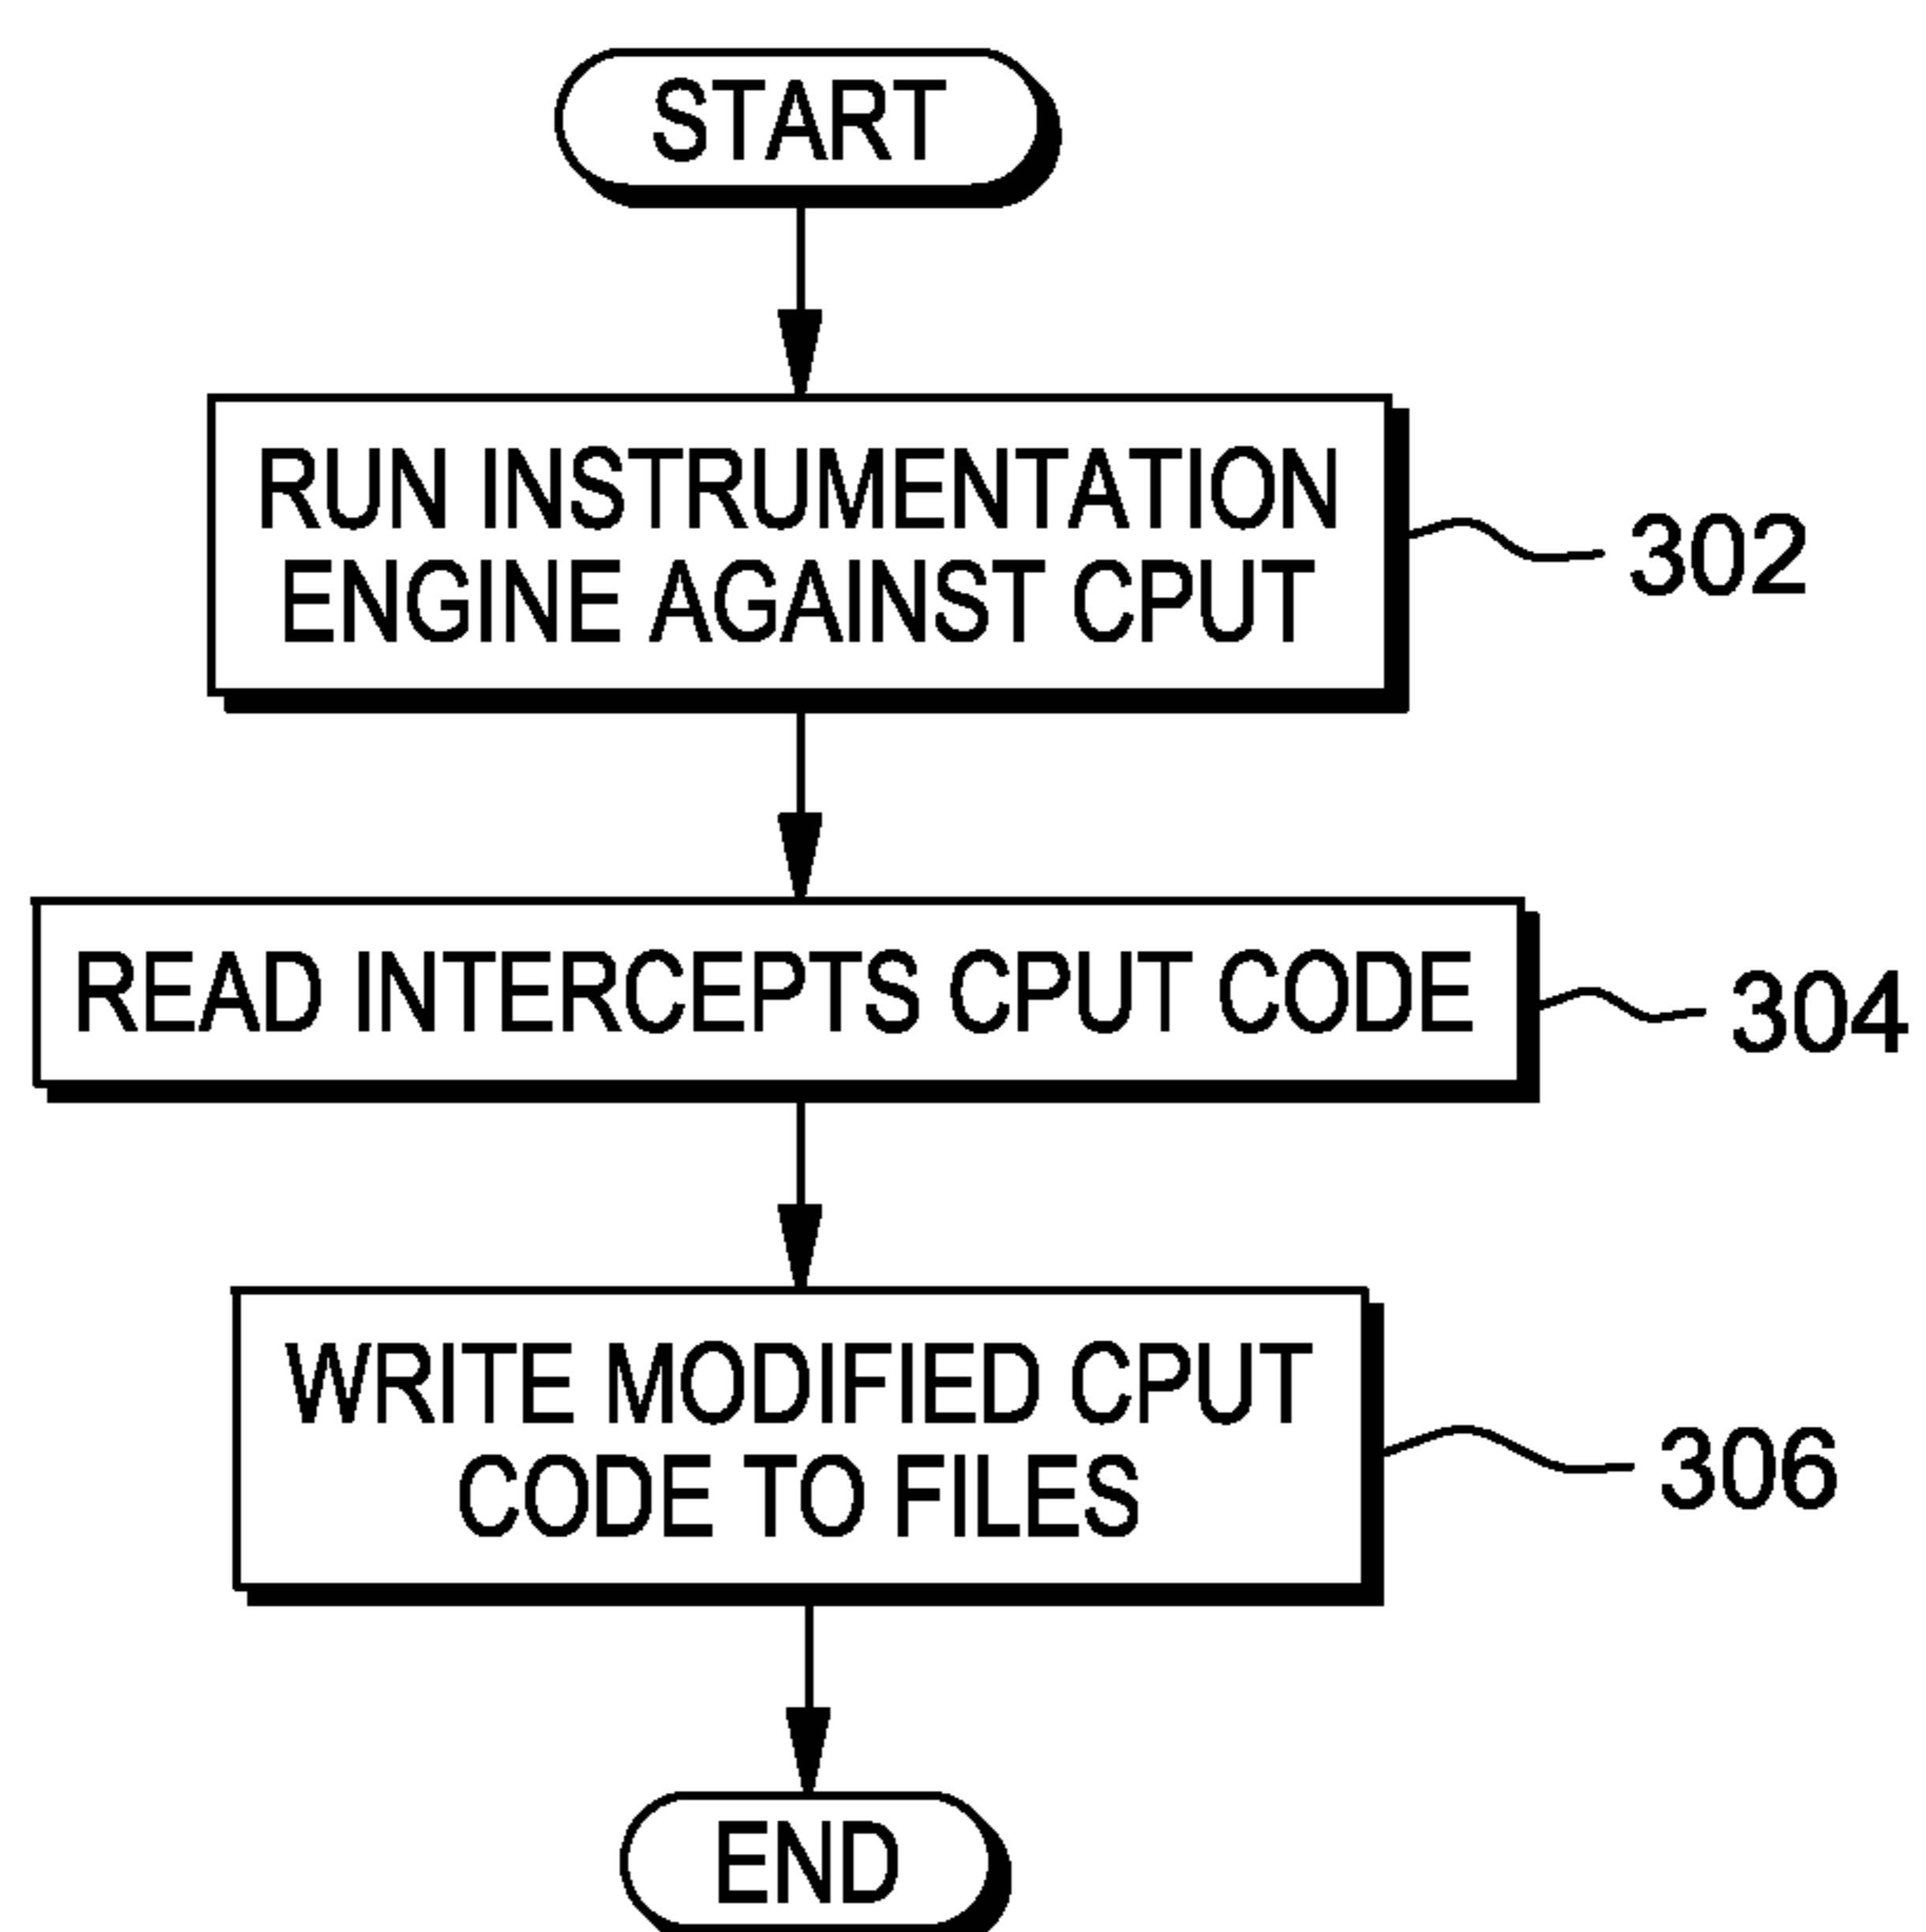 START
RUN INSTRUMENTATION
ENGINE AGAINST CPUT
302
READ INTERCEPTS CPUT CODE
304
WRITE MODIFIED CPUT
CODE TO FILES
306
END